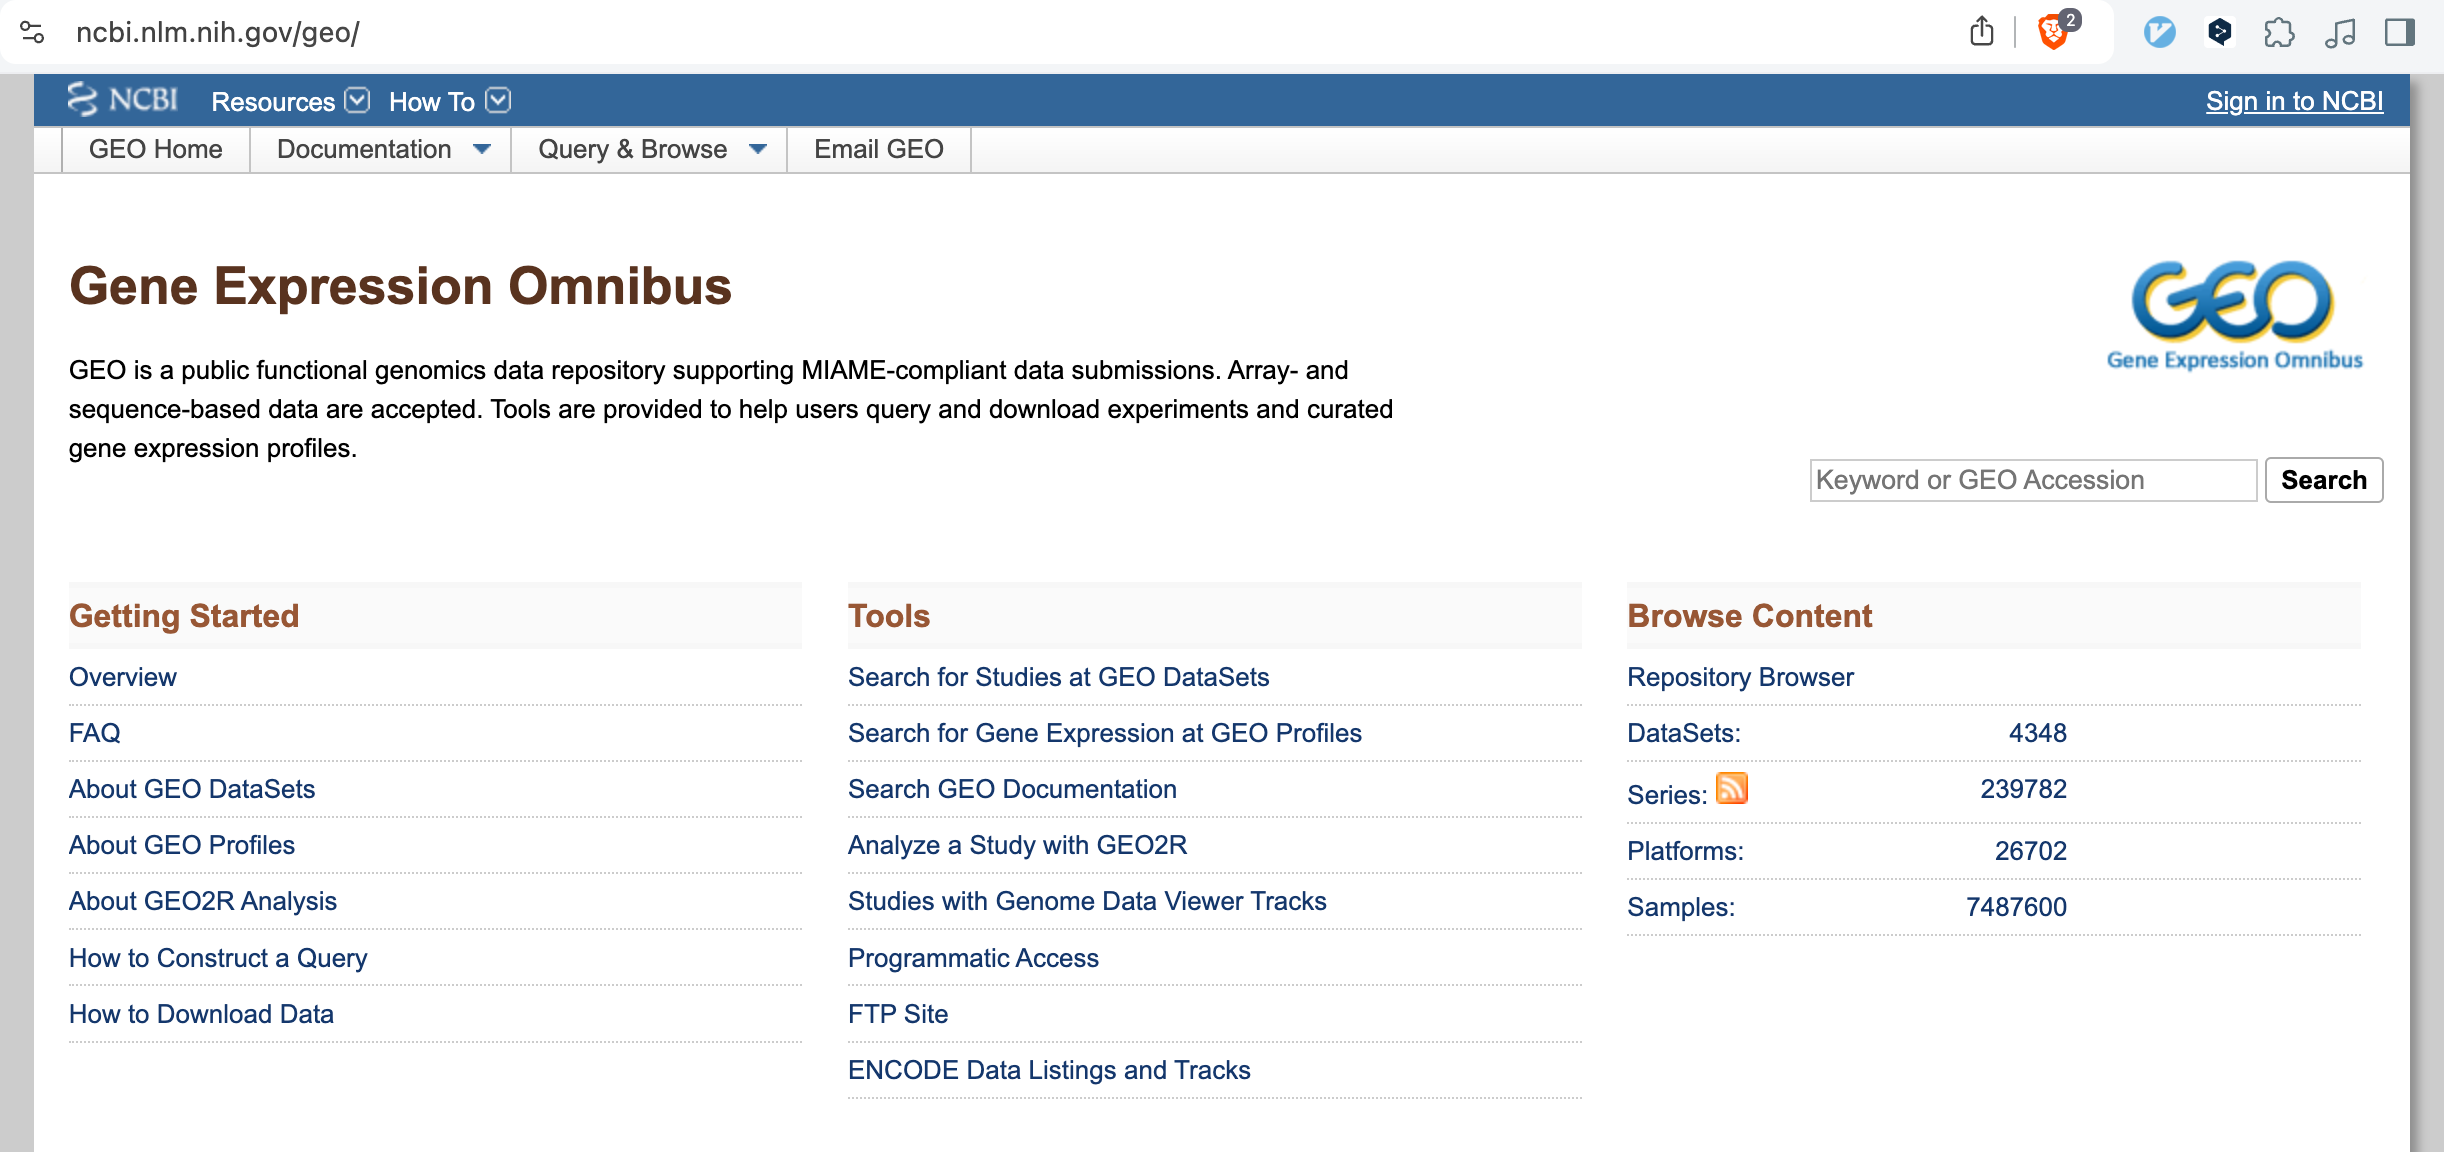 ncbi.nlm.nih.gov/geo/
2
NCBI Resources How To Sign in to NCBI
GEO Home Documentation Query & Browse Email GEO
Gene Expression Omnibus
GEO
Gene Expression Omnibus
GEO is a public functional genomics data repository supporting MIAME-compliant data submissions. Array- and
sequence-based data are accepted. Tools are provided to help users query and download experiments and curated
gene expression profiles.
Keyword or GEO Accession Search
Getting Started
Overview
FAQ
About GEO DataSets
About GEO Profiles
About GEO2R Analysis
How to Construct a Query
How to Download Data
Tools
Search for Studies at GEO DataSets
Search for Gene Expression at GEO Profiles
Search GEO Documentation
Analyze a Study with GEO2R
Studies with Genome Data Viewer Tracks
Programmatic Access
FTP Site
ENCODE Data Listings and Tracks
Browse Content
Repository Browser
DataSets: 4348
Series: 239782
Platforms: 26702
Samples: 7487600